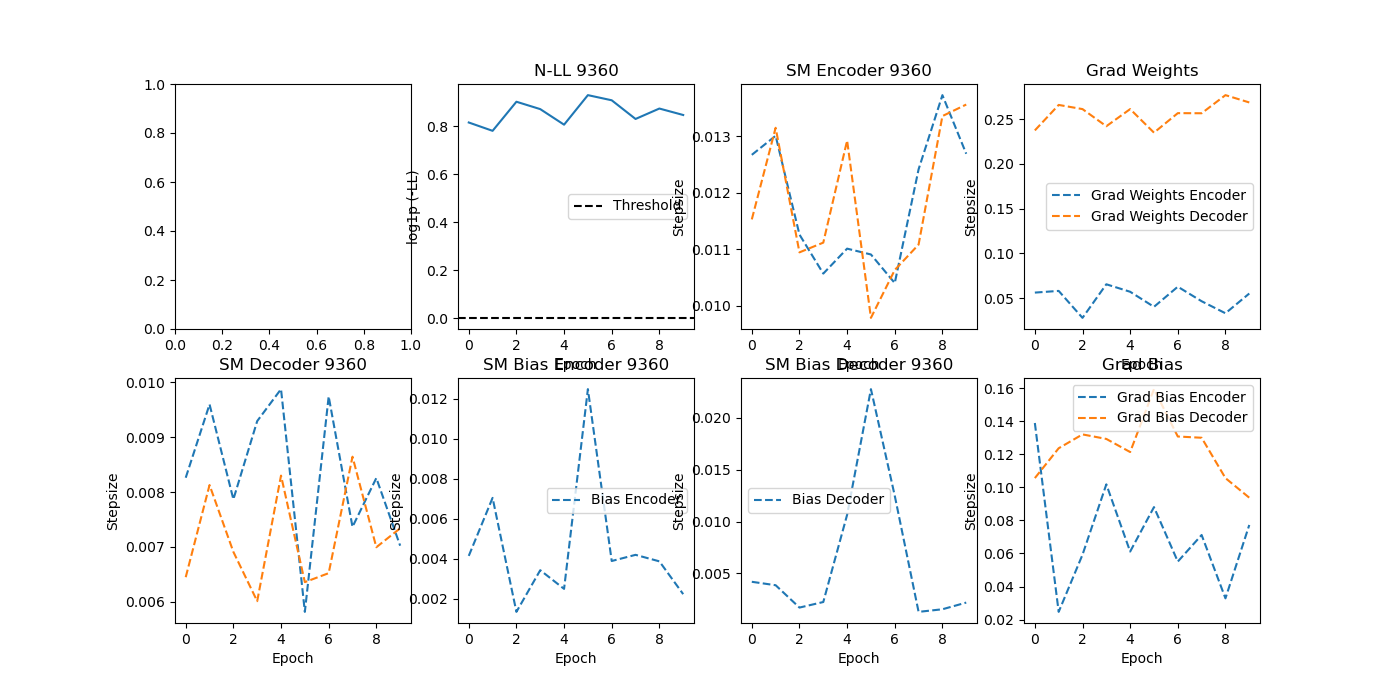 N-LL 9360
SM Encoder 9360
Grad Weights
1.0
0.8
0.6
0.4
0.2
0.0
0.0 0.2 0.4 0.6 0.8 1.0
log1p (-LL)
0.8
0.6
0.4
0.2
0.0
Threshold
0 2 4 6 8
Epoch
Stepsize
0.013
0.012
0.011
0.010
0 2 4 6 8
Epoch
Stepsize
0.25
0.20
0.15
0.10
0.05
Grad Weights Encoder
Grad Weights Decoder
0 2 4 6 8
Epoch
SM Decoder 9360
SM Bias Encoder 9360
SM Bias Decoder 9360
Grad Bias
Stepsize
0.010
0.009
0.008
0.007
0.006
0 2 4 6 8
Epoch
Stepsize
0.012
0.010
0.008
0.006
0.004
0.002
Bias Encoder
0 2 4 6 8
Epoch
Stepsize
0.020
0.015
0.010
0.005
Bias Decoder
0 2 4 6 8
Epoch
Stepsize
0.16
0.14
0.12
0.10
0.08
0.06
0.04
0.02
Grad Bias Encoder
Grad Bias Decoder
0 2 4 6 8
Epoch